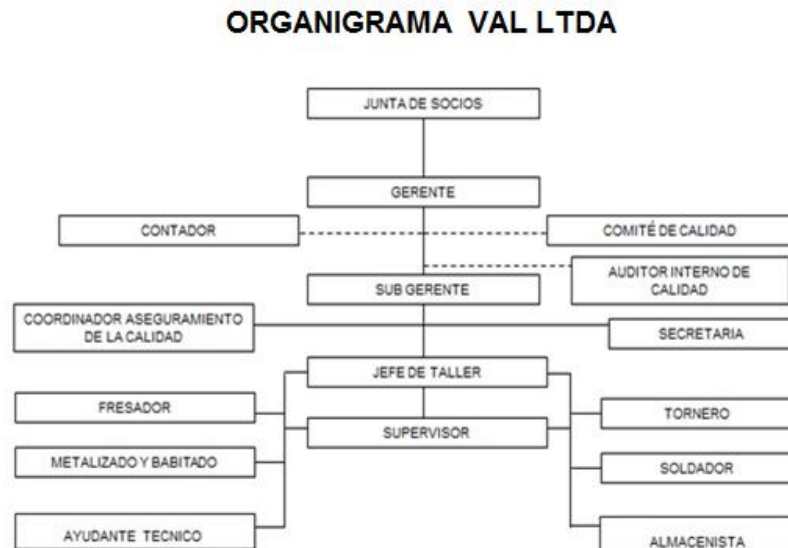 ORGANIGRAMA VAL LTDA
JUNTA DE SOCIOS
GERENTE
CONTADOR
COMITÉ DE CALIDAD
AUDITOR INTERNO DE
CALIDAD
SUB GERENTE
COORDINADOR ASEGURAMIENTO
DE LA CALIDAD
SECRETARIA
JEFE DE TALLER
FRESADOR
TORNERO
SUPERVISOR
METALIZADO Y BABITADO
SOLDADOR
AYUDANTE TECNICO
ALMACENISTA